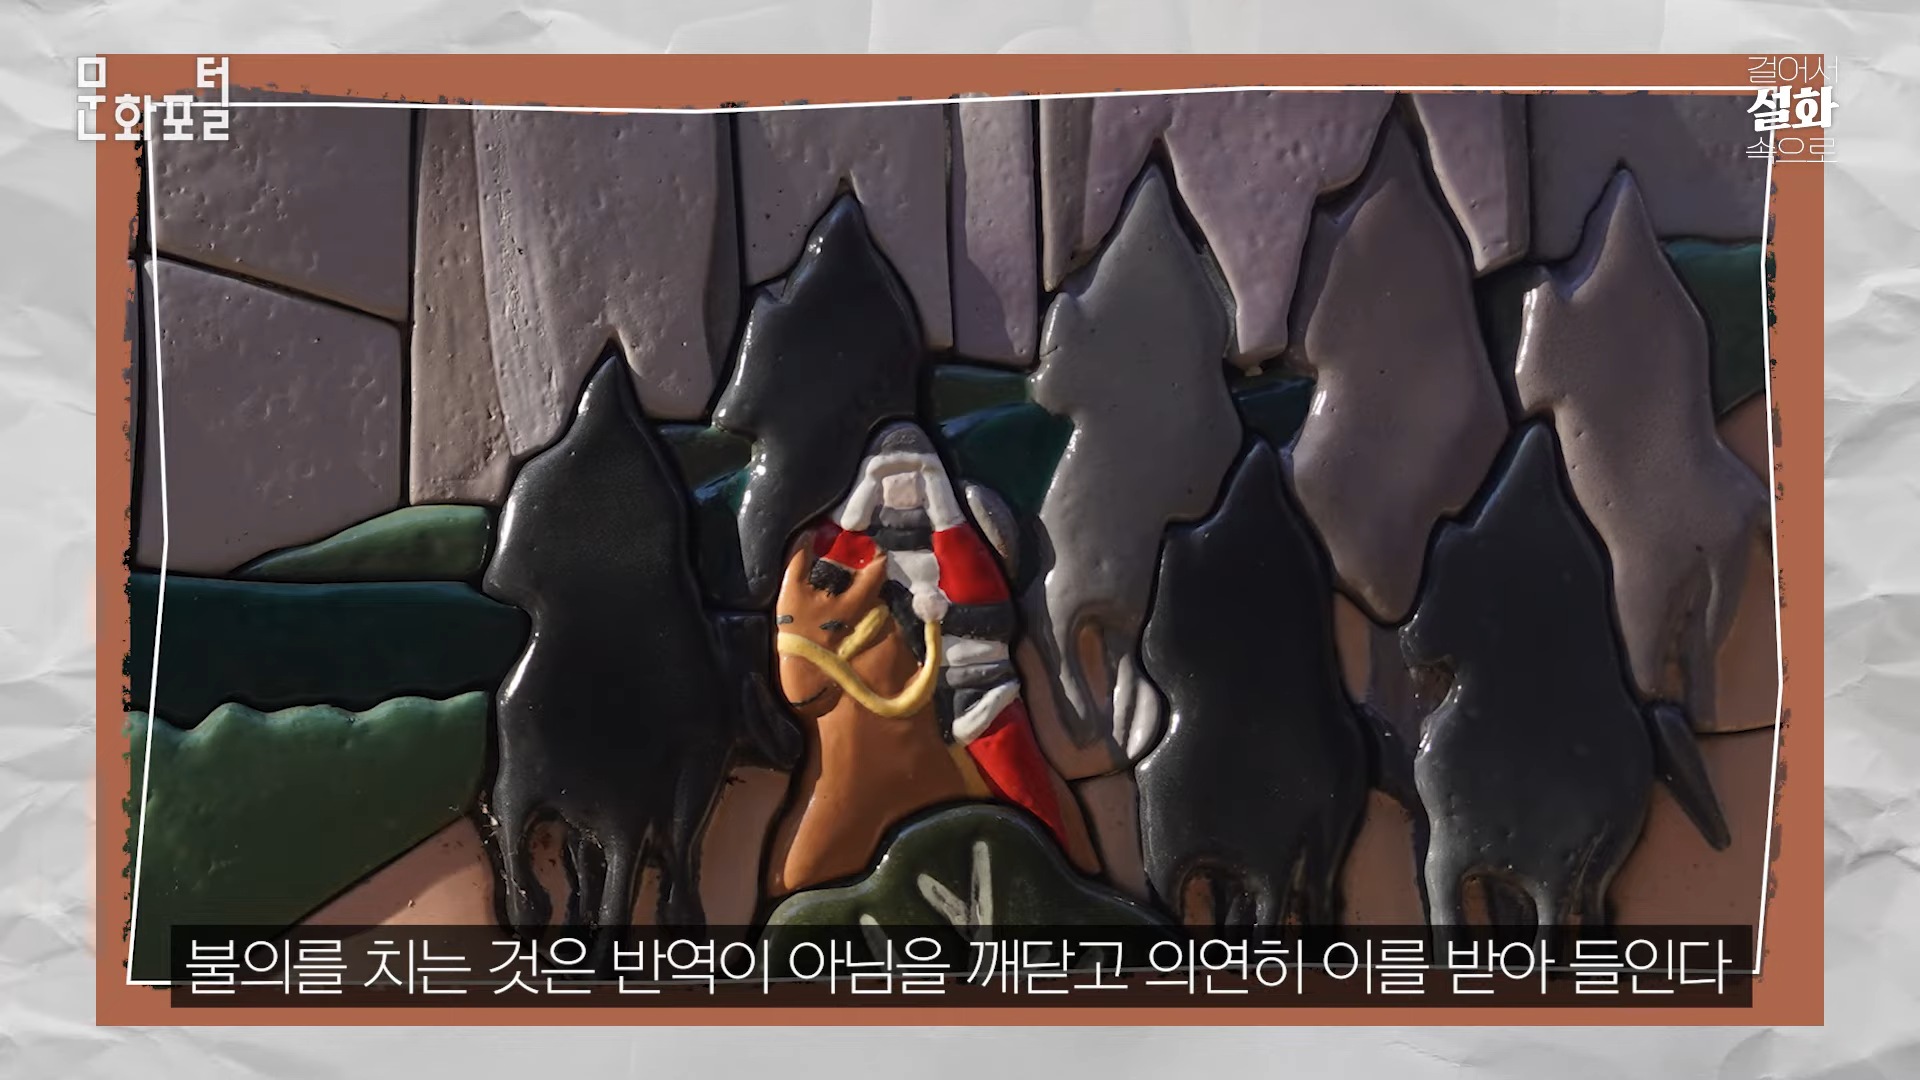 문화포털
걸어서
설화
속으로
불의를 치는 것은 반역이 아님을 깨닫고 의연히 이를 받아 들인다